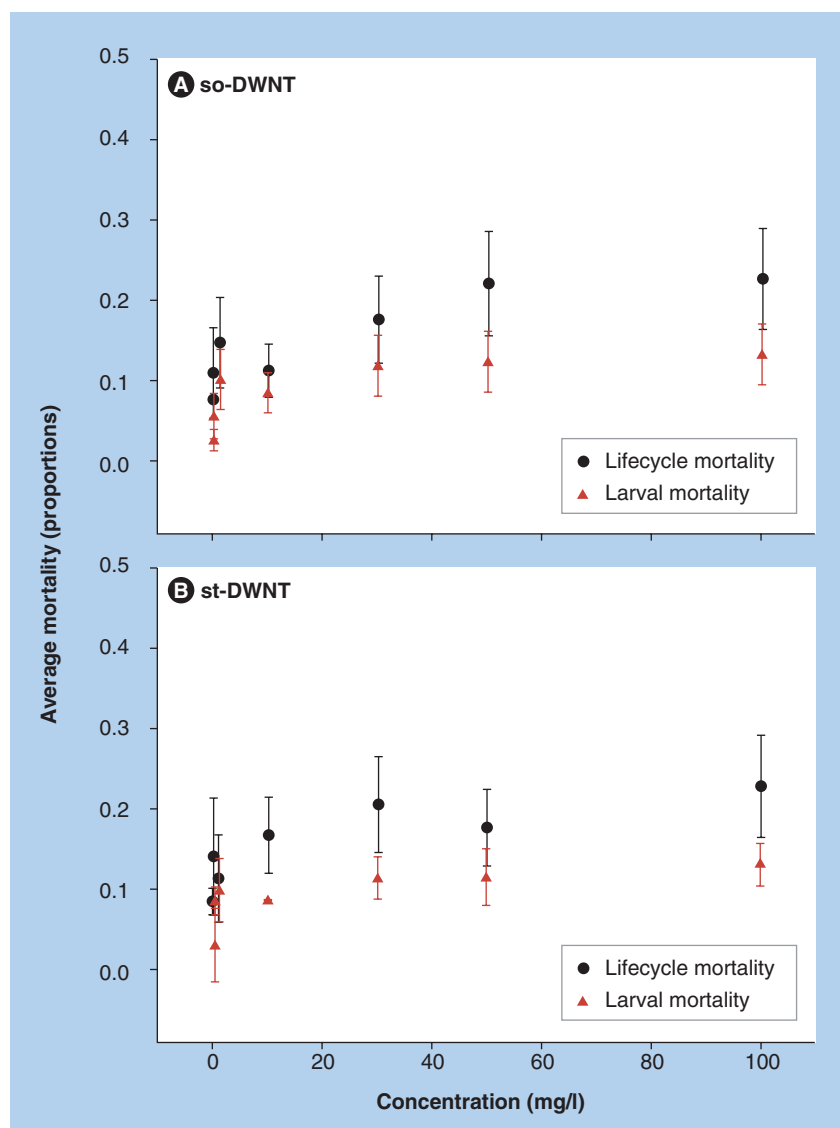 Average mortality (proportions)
0.5
A so-DWNT
0.4
0.3
0.2
0.1
0.0
Lifecycle mortality
Larval mortality
0.5
B st-DWNT
0.4
0.3
0.2
0.1
0.0
Lifecycle mortality
Larval mortality
0 20 40 60 80 100
Concentration (mg/l)